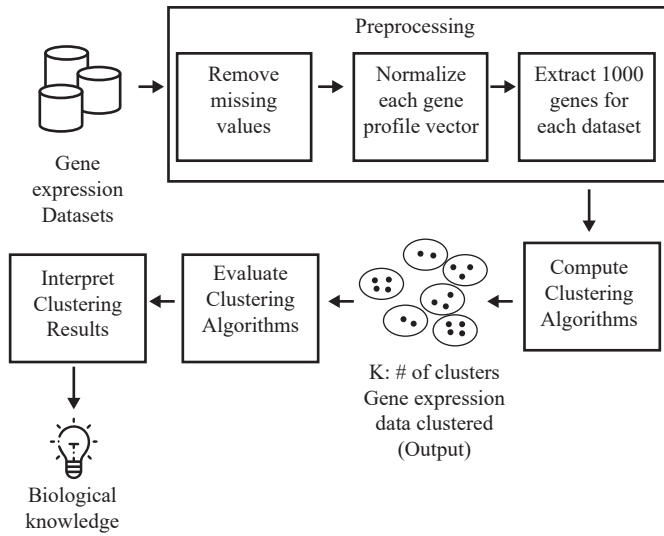 Preprocessing
Gene
expression
Datasets
Remove
missing
values
Normalize
each gene
profile vector
Extract 1000
genes for
each dataset
Compute
Clustering
Algorithms
K: # of clusters
Gene expression
data clustered
(Output)
Evaluate
Clustering
Algorithms
Interpret
Clustering
Results
Biological
knowledge